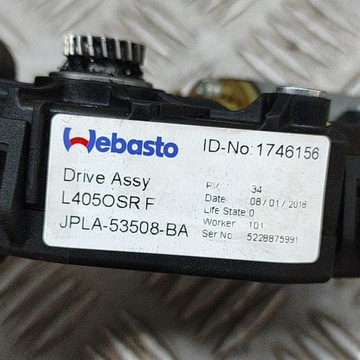 Webasto
ID-No: 1746156
Drive Assy
L405OSR F
JPLA-53508-BA
34
Date: 08/01/2018
Life State: 0
Worker 101
Ser No: 5228875991